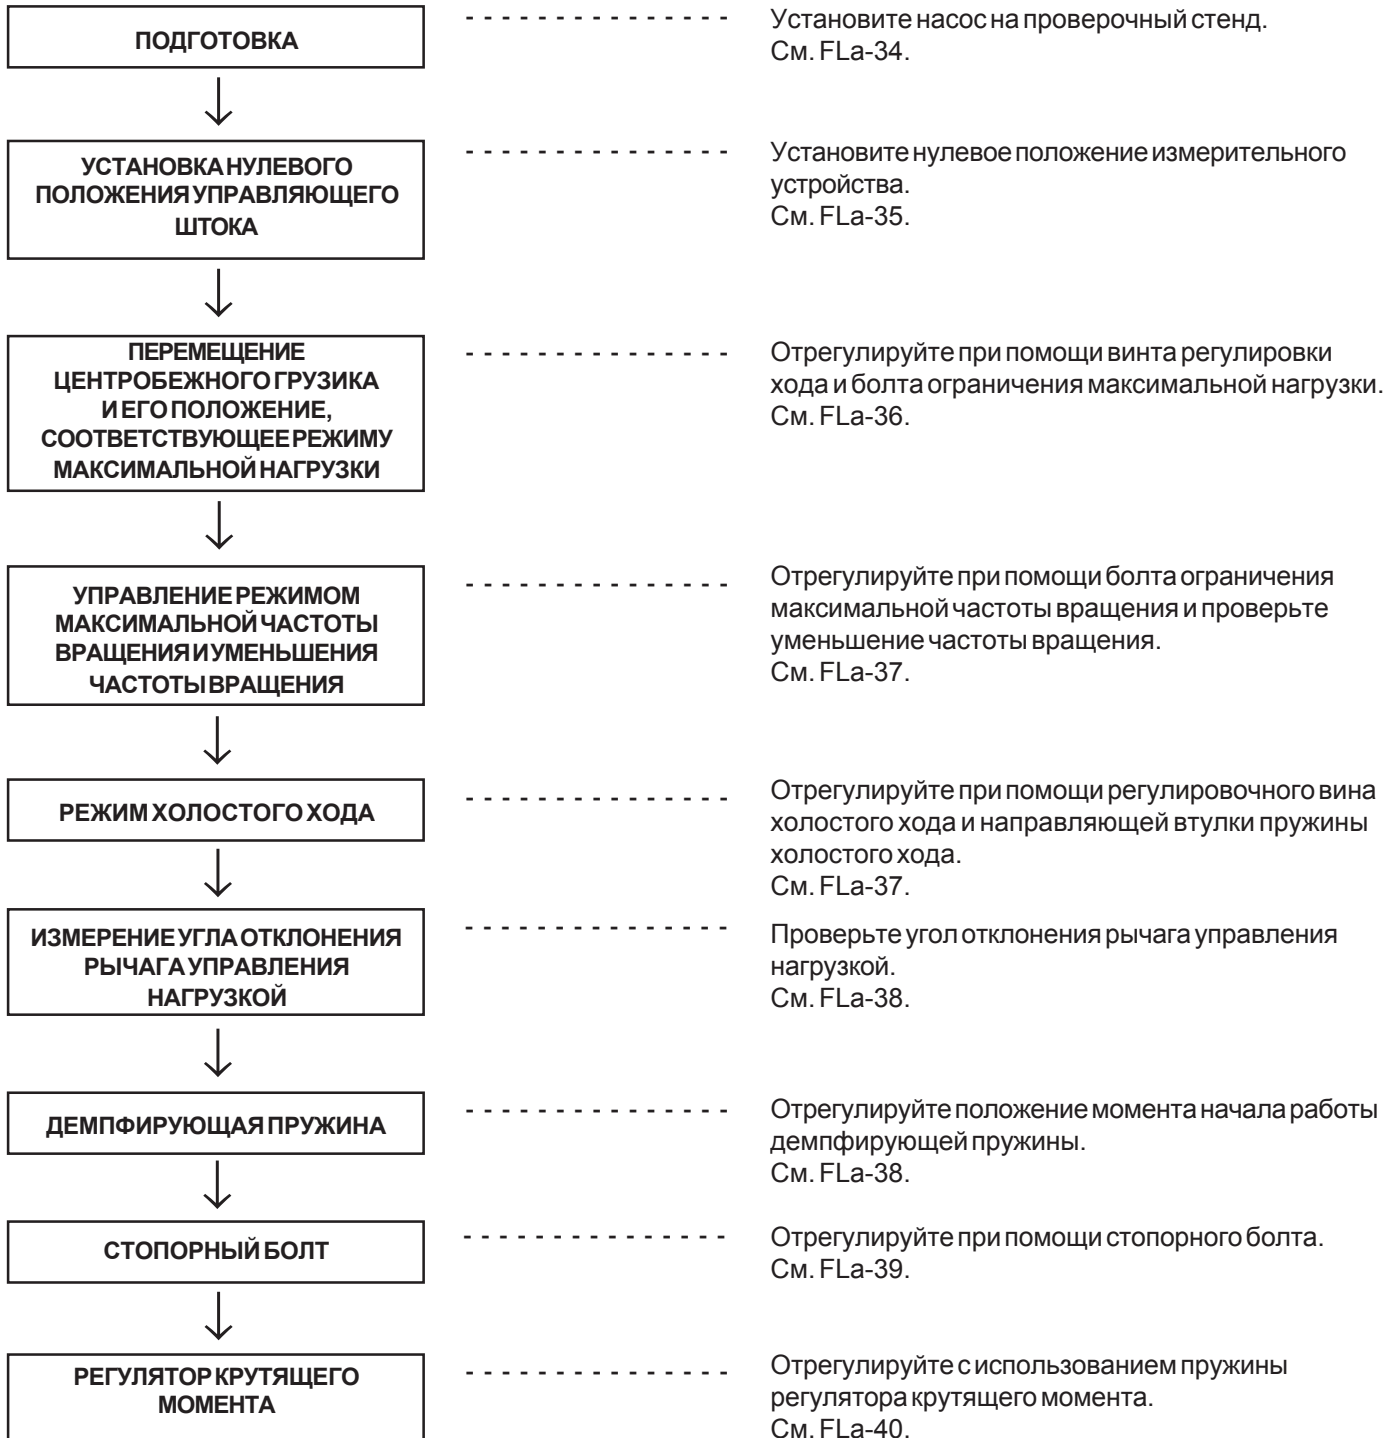 ПОДГОТОВКА
Установите насос на проверочный стенд.
См. FLa-34.
УСТАНОВКА НУЛЕВОГО
ПОЛОЖЕНИЯ УПРАВЛЯЮЩЕГО
ШТОКА
Установите нулевое положение измерительного
устройства.
См. FLa-35.
ПЕРЕМЕЩЕНИЕ
ЦЕНТРОБЕЖНОГО ГРУЗИКА
И ЕГО ПОЛОЖЕНИЕ,
СООТВЕТСТВУЮЩЕЕ РЕЖИМУ
МАКСИМАЛЬНОЙ НАГРУЗКИ
Отрегулируйте при помощи винта регулировки
хода и болта ограничения максимальной нагрузки.
См. FLa-36.
УПРАВЛЕНИЕ РЕЖИМОМ
МАКСИМАЛЬНОЙ ЧАСТОТЫ
ВРАЩЕНИЯ И УМЕНЬШЕНИЯ
ЧАСТОТЫ ВРАЩЕНИЯ
Отрегулируйте при помощи болта ограничения
максимальной частоты вращения и проверьте
уменьшение частоты вращения.
См. FLa-37.
РЕЖИМ ХОЛОСТОГО ХОДА
Отрегулируйте при помощи регулировочного вина
холостого хода и направляющей втулки пружины
холостого хода.
См. FLa-37.
ИЗМЕРЕНИЕ УГЛА ОТКЛОНЕНИЯ
РЫЧАГА УПРАВЛЕНИЯ
НАГРУЗКОЙ
Проверьте угол отклонения рычага управления
нагрузкой.
См. FLa-38.
ДЕМПФИРУЮЩАЯ ПРУЖИНА
Отрегулируйте положение момента начала работы
демпфирующей пружины.
См. FLa-38.
СТОПОРНЫЙ БОЛТ
Отрегулируйте при помощи стопорного болта.
См. FLa-39.
РЕГУЛЯТОР КРУТЯЩЕГО
МОМЕНТА
Отрегулируйте с использованием пружины
регулятора крутящего момента.
См. FLa-40.